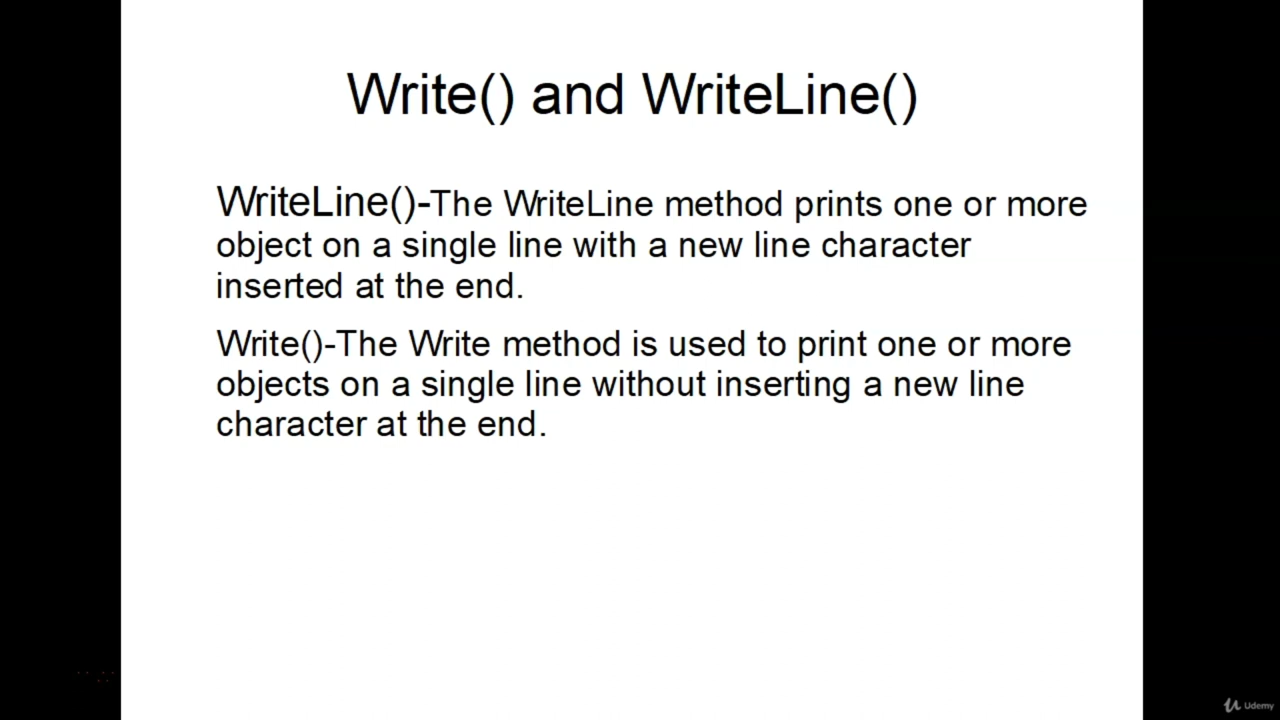 Write() and WriteLine()
WriteLine()-The WriteLine method prints one or more
object on a single line with a new line character
inserted at the end.
Write()-The Write method is used to print one or more
objects on a single line without inserting a new line
character at the end.
Udemy